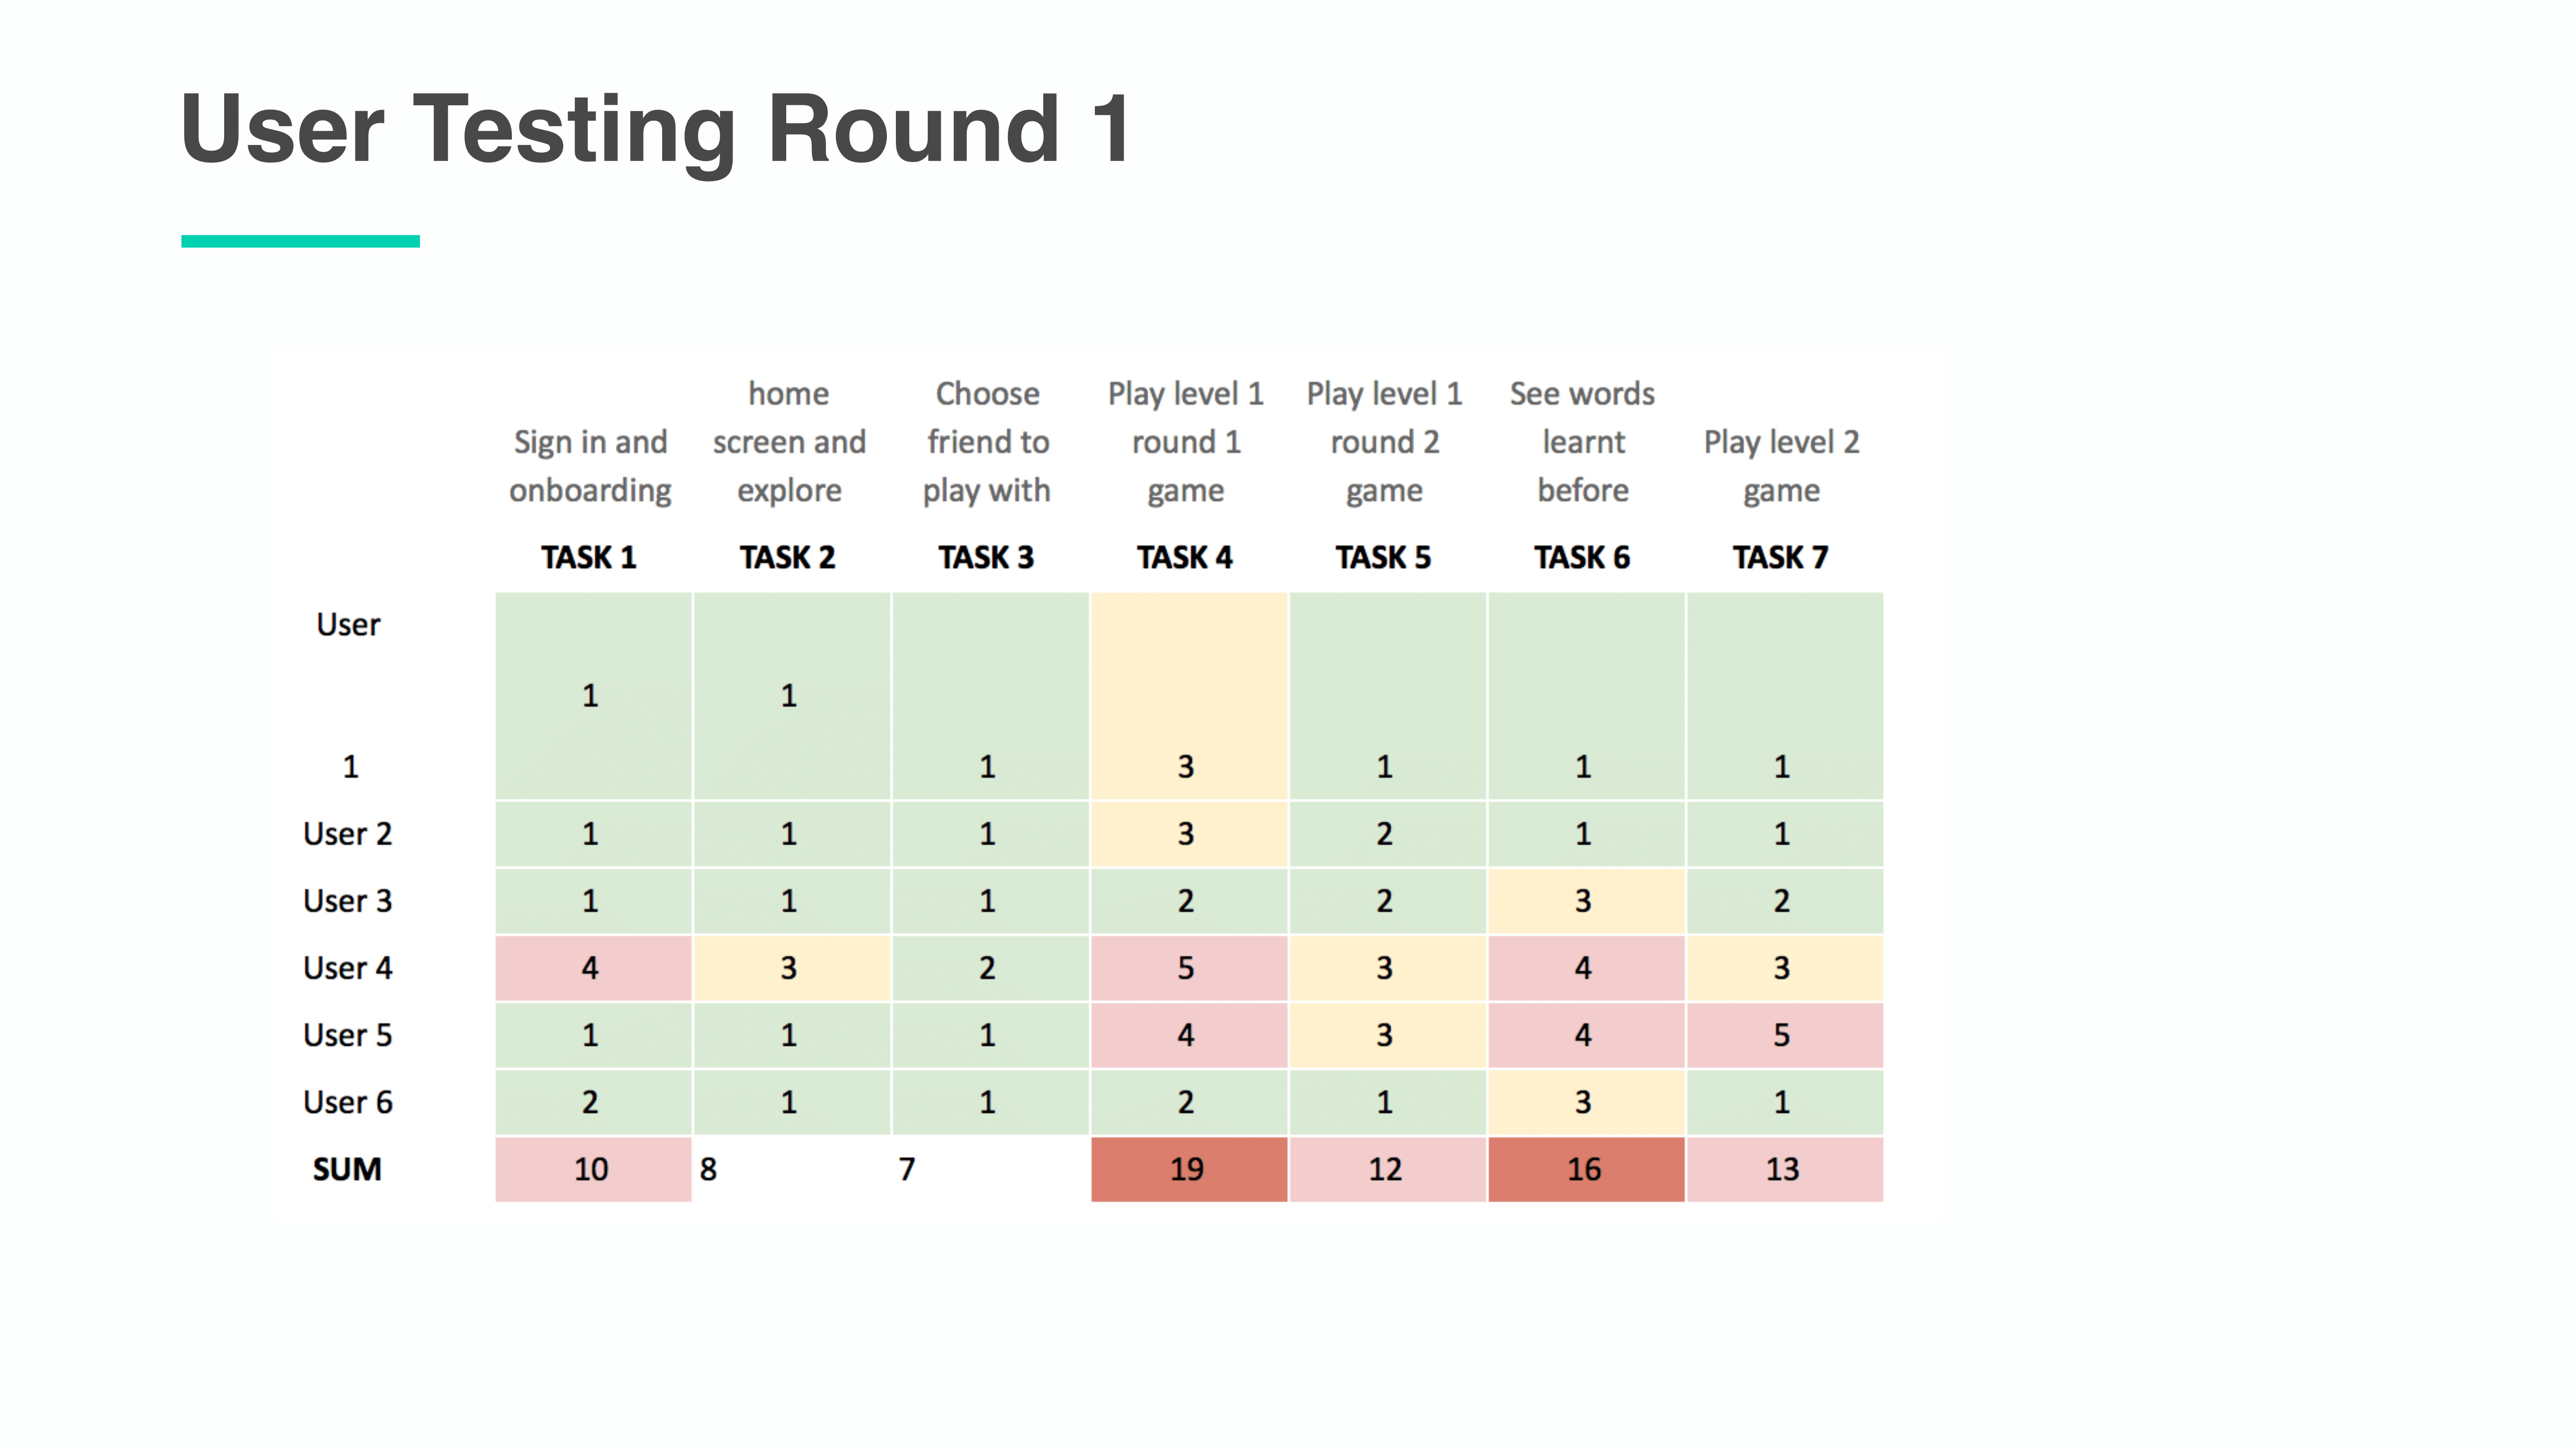 User Testing Round 1
Sign in and onboarding home screen and explore Choose friend to play with Play level 1 round 1 game Play level 1 round 2 game See words learnt before Play level 2 game
TASK 1 TASK 2 TASK 3 TASK 4 TASK 5 TASK 6 TASK 7
User 1 1 1 1 3 1 1 1
User 2 1 1 1 3 2 1 1
User 3 1 1 1 2 2 3 2
User 4 4 3 2 5 3 4 3
User 5 1 1 1 4 3 4 5
User 6 2 1 1 2 1 3 1
SUM 10 8 7 19 12 16 13